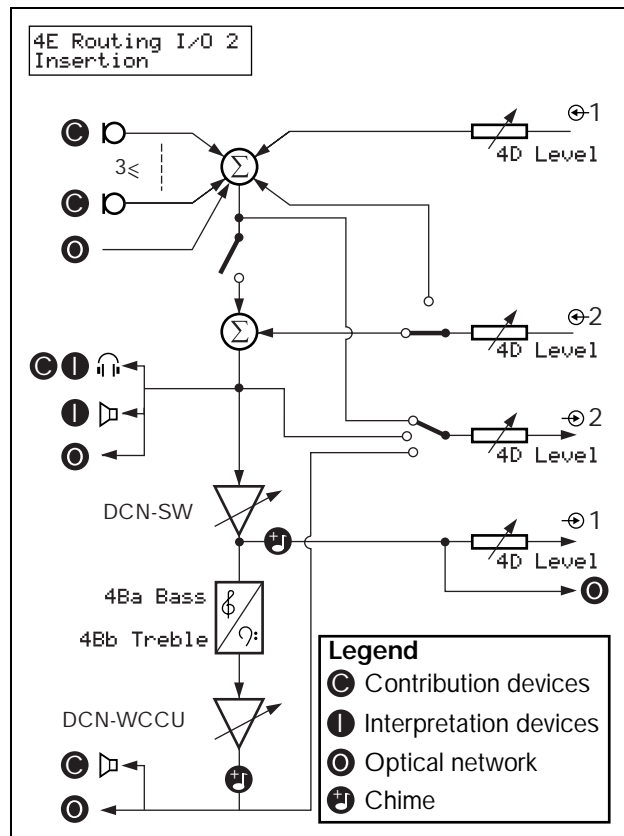 4E Routing I/O 2
Insertion
C
1
4D Level
3≤
Σ
C
O
2
4D Level
Σ
C I
I
O
2
4D Level
DCN-SW
1
4D Level
O
4Ba Bass
4Bb Treble
DCN-WCCU
C
O
Legend
C Contribution devices
I Interpretation devices
O Optical network
Chime